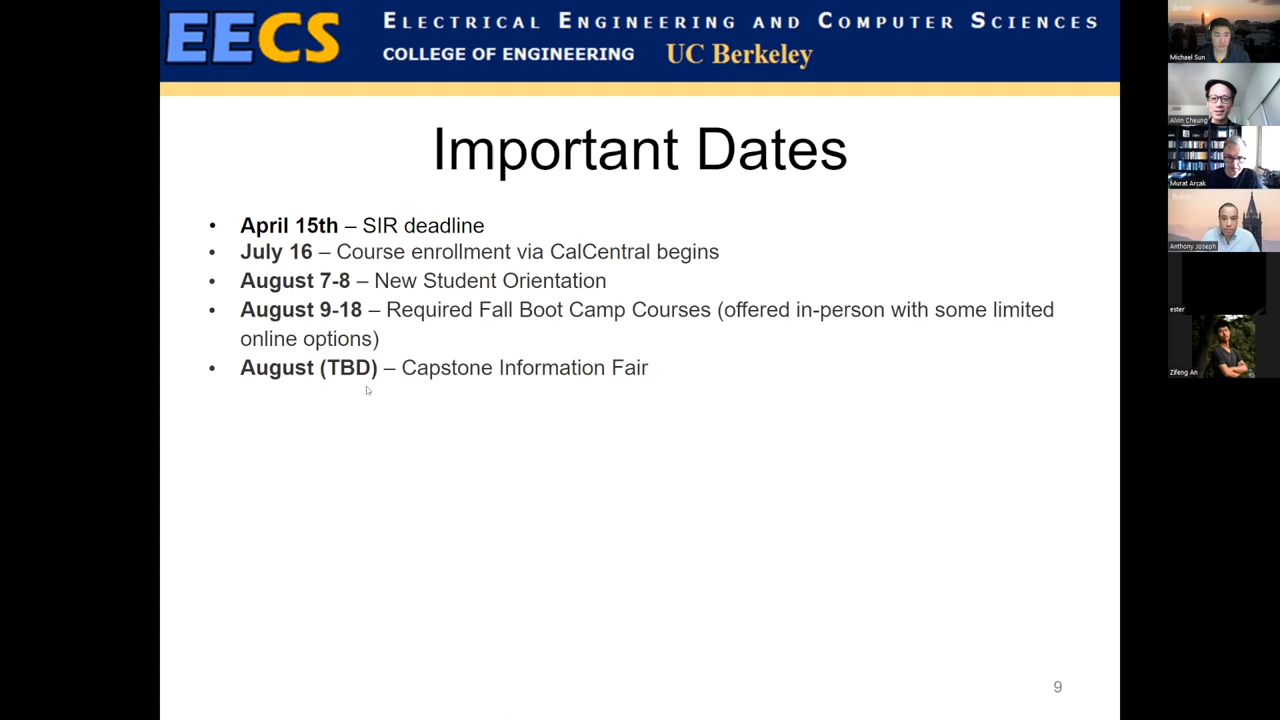 EECS
ELECTRICAL ENGINEERING AND COMPUTER SCIENCES
COLLEGE OF ENGINEERING UC Berkeley
Important Dates
• April 15th – SIR deadline
• July 16 – Course enrollment via CalCentral begins
• August 7-8 – New Student Orientation
• August 9-18 – Required Fall Boot Camp Courses (offered in-person with some limited
online options)
• August (TBD) – Capstone Information Fair
9
Michael Sun
Alvin Cheung
Murat Arcak
Anthony Joseph
ester
Zifeng An